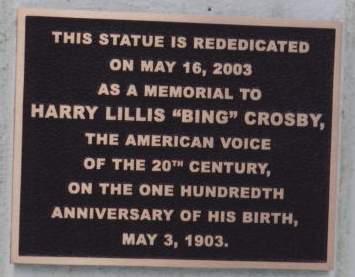 THIS STATUE IS REDEDICATED
ON MAY 16, 2003
AS A MEMORIAL TO
HARRY LILLIS “BING” CROSBY,
THE AMERICAN VOICE
OF THE 20TH CENTURY,
ON THE ONE HUNDREDTH
ANNIVERSARY OF HIS BIRTH,
MAY 3, 1903.